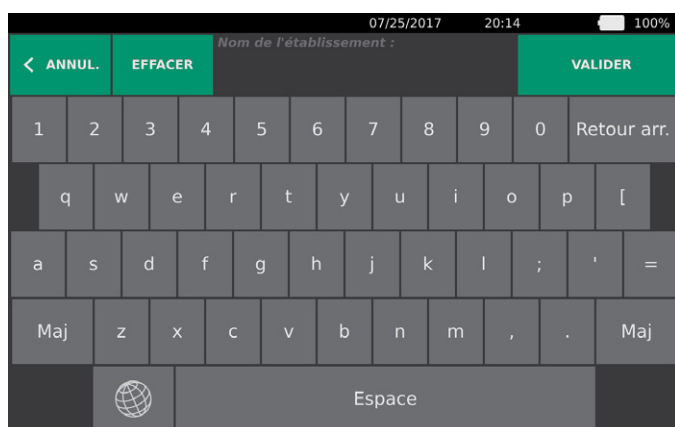 07/25/2017 20:14 100%
< ANNUL. EFFACER Nom de l'établissement : VALIDER
1 2 3 4 5 6 7 8 9 0 Retour arr.
q w e r t y u i o p [
a s d f g h j k l ; ' =
Maj z x c v b n m , . Maj
Espace